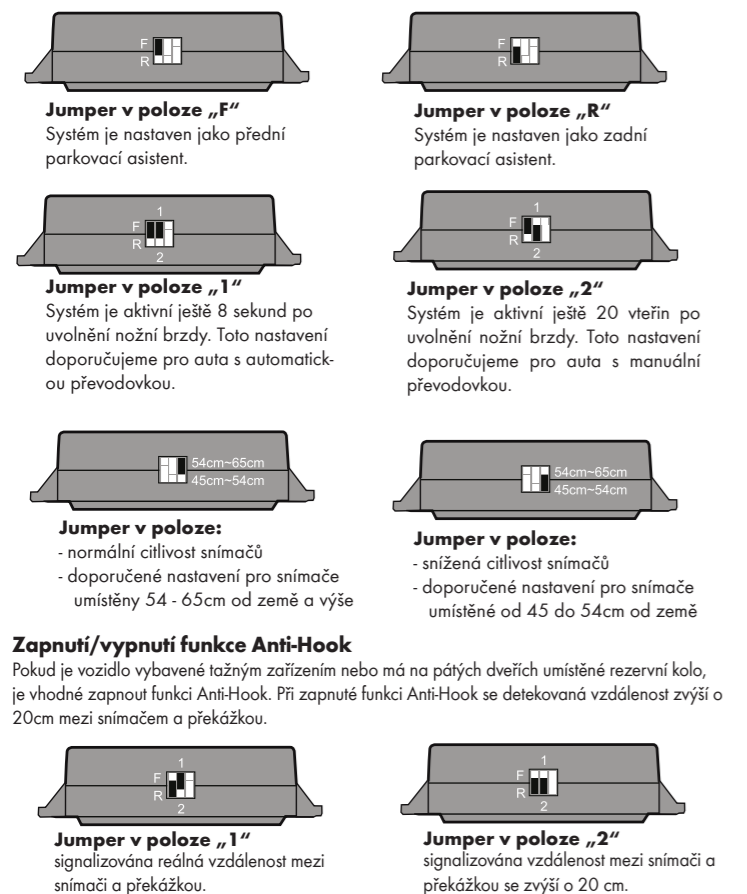 F
R
Jumper v poloze „F“
Systém je nastaven jako přední
parkovací asistent.
F
R
Jumper v poloze „R“
Systém je nastaven jako zadní
parkovací asistent.
1
F
R
2
Jumper v poloze „1“
Systém je aktivní ještě 8 sekund po
uvolnění nožní brzdy. Toto nastavení
doporučujeme pro auta s automatick-
ou převodovkou.
1
F
R
2
Jumper v poloze „2“
Systém je aktivní ještě 20 vteřin po
uvolnění nožní brzdy. Toto nastavení
doporučujeme pro auta s manuální
převodovkou.
54cm~65cm
45cm~54cm
Jumper v poloze:
- normální citlivost snímačů
- doporučené nastavení pro snímače
umístěny 54 - 65cm od země a výše
54cm~65cm
45cm~54cm
Jumper v poloze:
- snížená citlivost snímačů
- doporučené nastavení pro snímače
umístěné od 45 do 54cm od země
Zapnutí/vypnutí funkce Anti-Hook
Pokud je vozidlo vybavené tažným zařízením nebo má na pátých dveřích umístěné rezervní kolo,
je vhodné zapnout funkci Anti-Hook. Při zapnuté funkci Anti-Hook se detekovaná vzdálenost zvýší o
20cm mezi snímačem a překážkou.
1
F
R
2
Jumper v poloze „1“
signalizována reálná vzdálenost mezi
snímači a překážkou.
1
F
R
2
Jumper v poloze „2“
signalizována vzdálenost mezi snímači a
překážkou se zvýší o 20 cm.